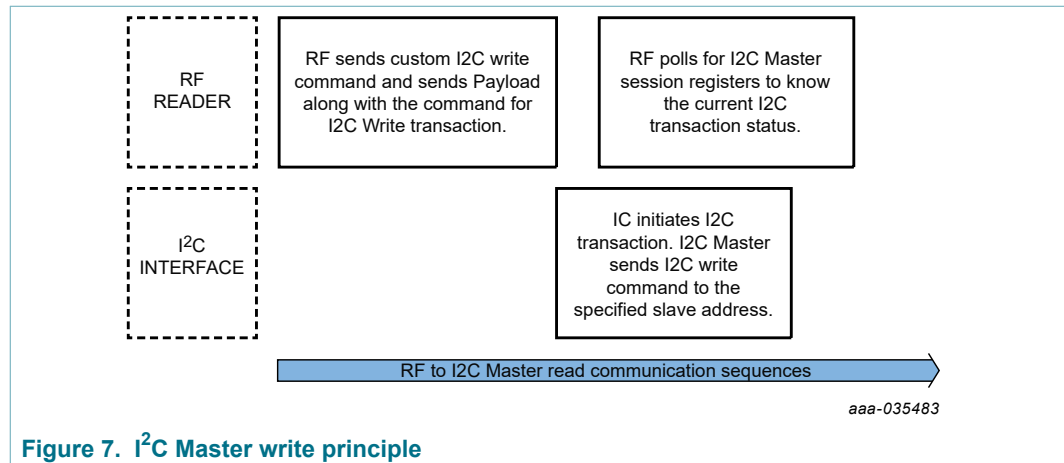 RF
READER
RF sends custom I2C write
command and sends Payload
along with the command for
I2C Write transaction.
RF polls for I2C Master
session registers to know
the current I2C
transaction status.
I²C
INTERFACE
IC initiates I2C
transaction. I2C Master
sends I2C write
command to the
specified slave address.
RF to I2C Master read communication sequences
aaa-035483
Figure 7. I²C Master write principle